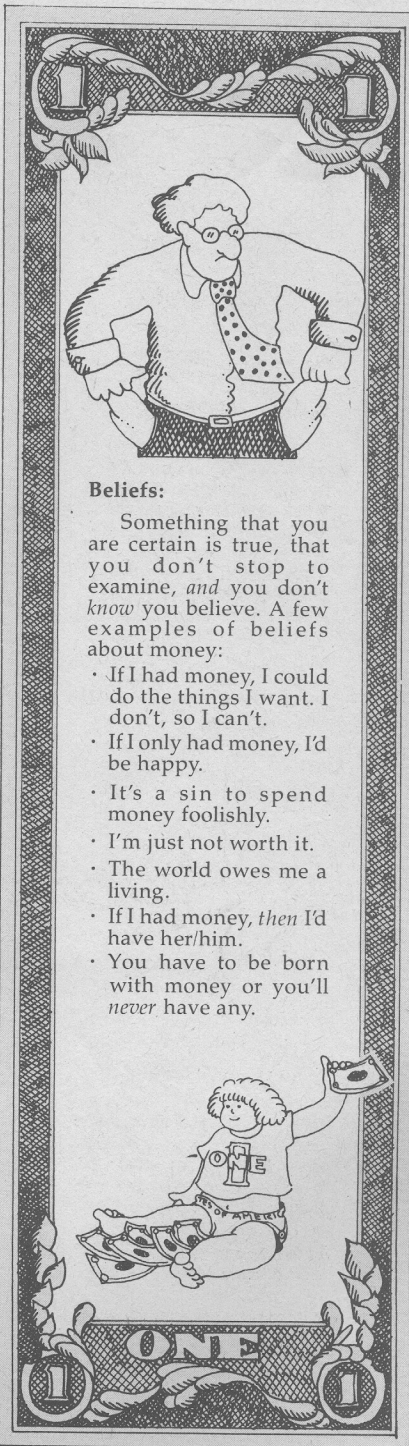 1 1
Beliefs:
Something that you
are certain is true, that
you don't stop to
examine, and you don't
know you believe. A few
examples of beliefs
about money:
· If I had money, I could
do the things I want. I
don't, so I can't.
· If I only had money, I'd
be happy.
· It's a sin to spend
money foolishly.
· I'm just not worth it.
· The world owes me a
living.
· If I had money, then I'd
have her/him.
· You have to be born
with money or you'll
never have any.
ONE
OF AMERIC
ONE
1 1